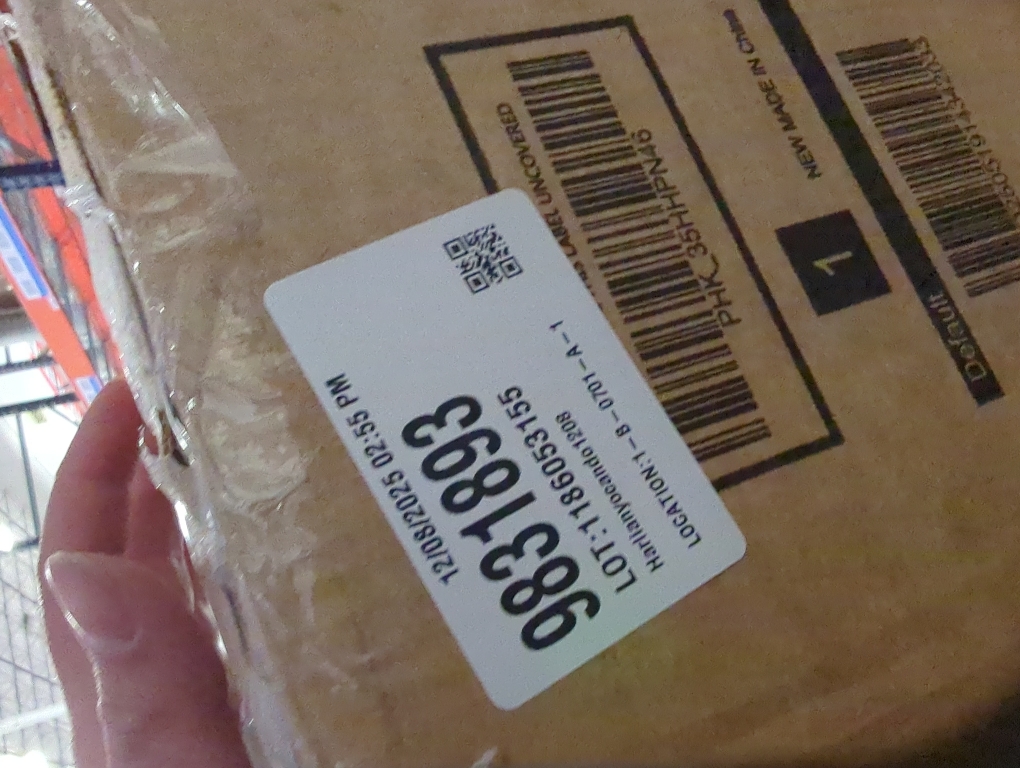 12/08/2025 02:55 PM
9831893
LOT:1186053155
Harlianyocando1208
LOCATION:1-B-0701-A-1
LABEL UNCOVERED
PHK_35HHPN46
NEW MADE IN China
1
Default